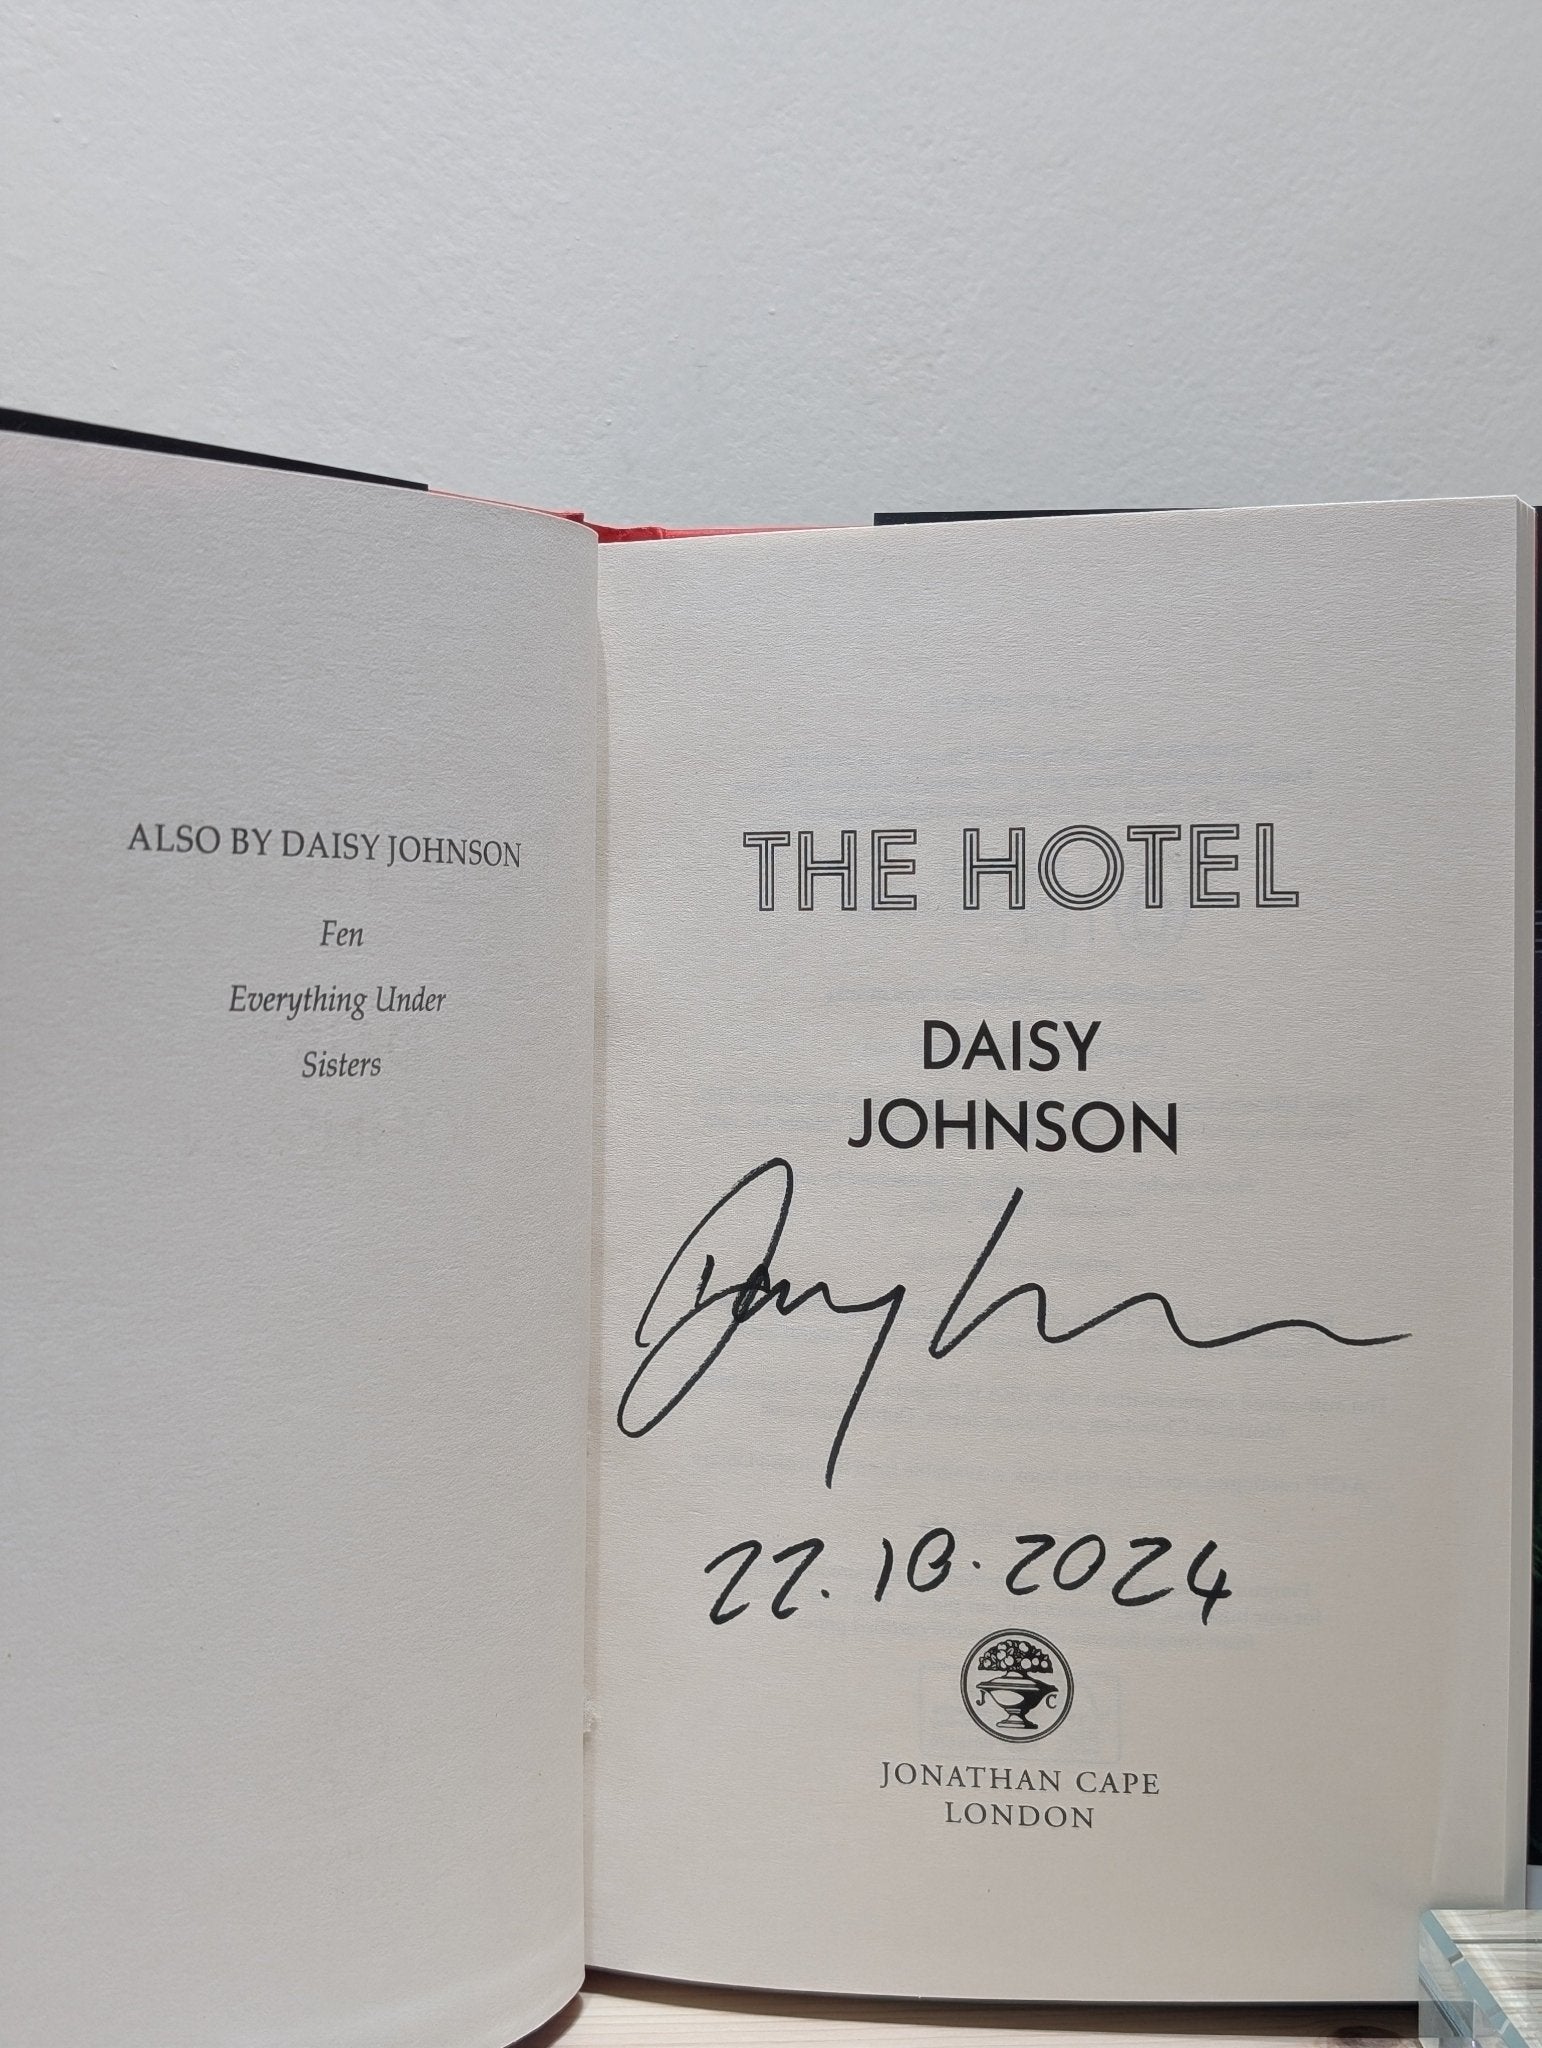 ALSO BY DAISY JOHNSON
Fen
Everything Under
Sisters
THE HOTEL
DAISY
JOHNSON
22.10.2024
J C
JONATHAN CAPE
LONDON